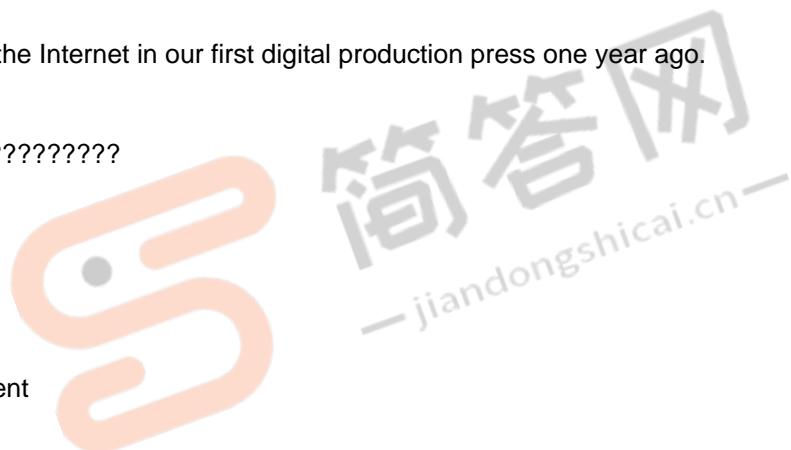 the Internet in our first digital production press one year ago.
?????????
ent
简答网
jiandongshicai.cn